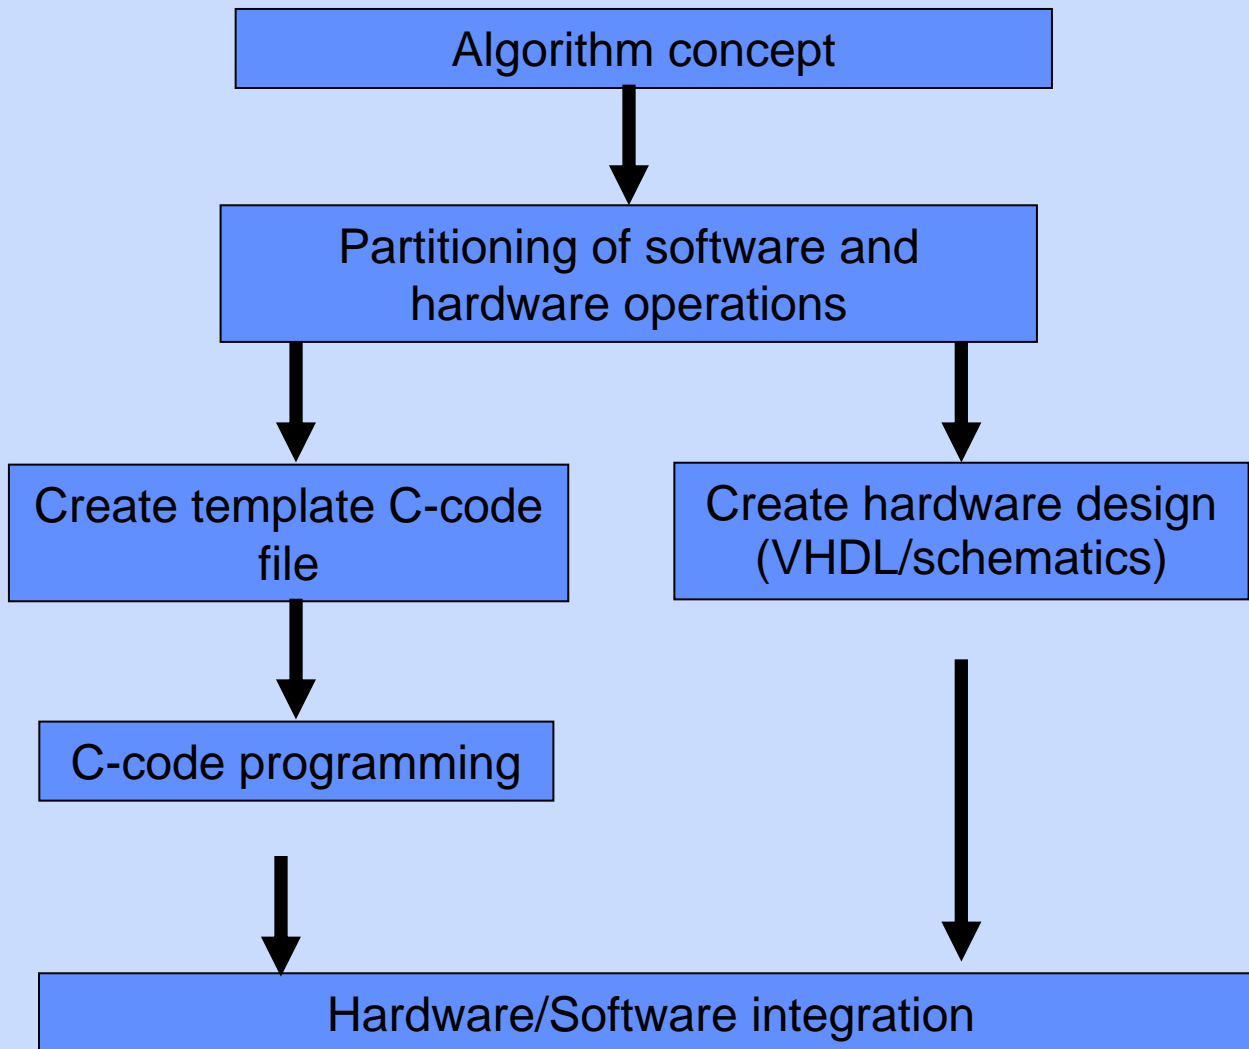 Algorithm concept
Partitioning of software and
hardware operations
Create template C-code
file
Create hardware design
(VHDL/schematics)
C-code programming
Hardware/Software integration